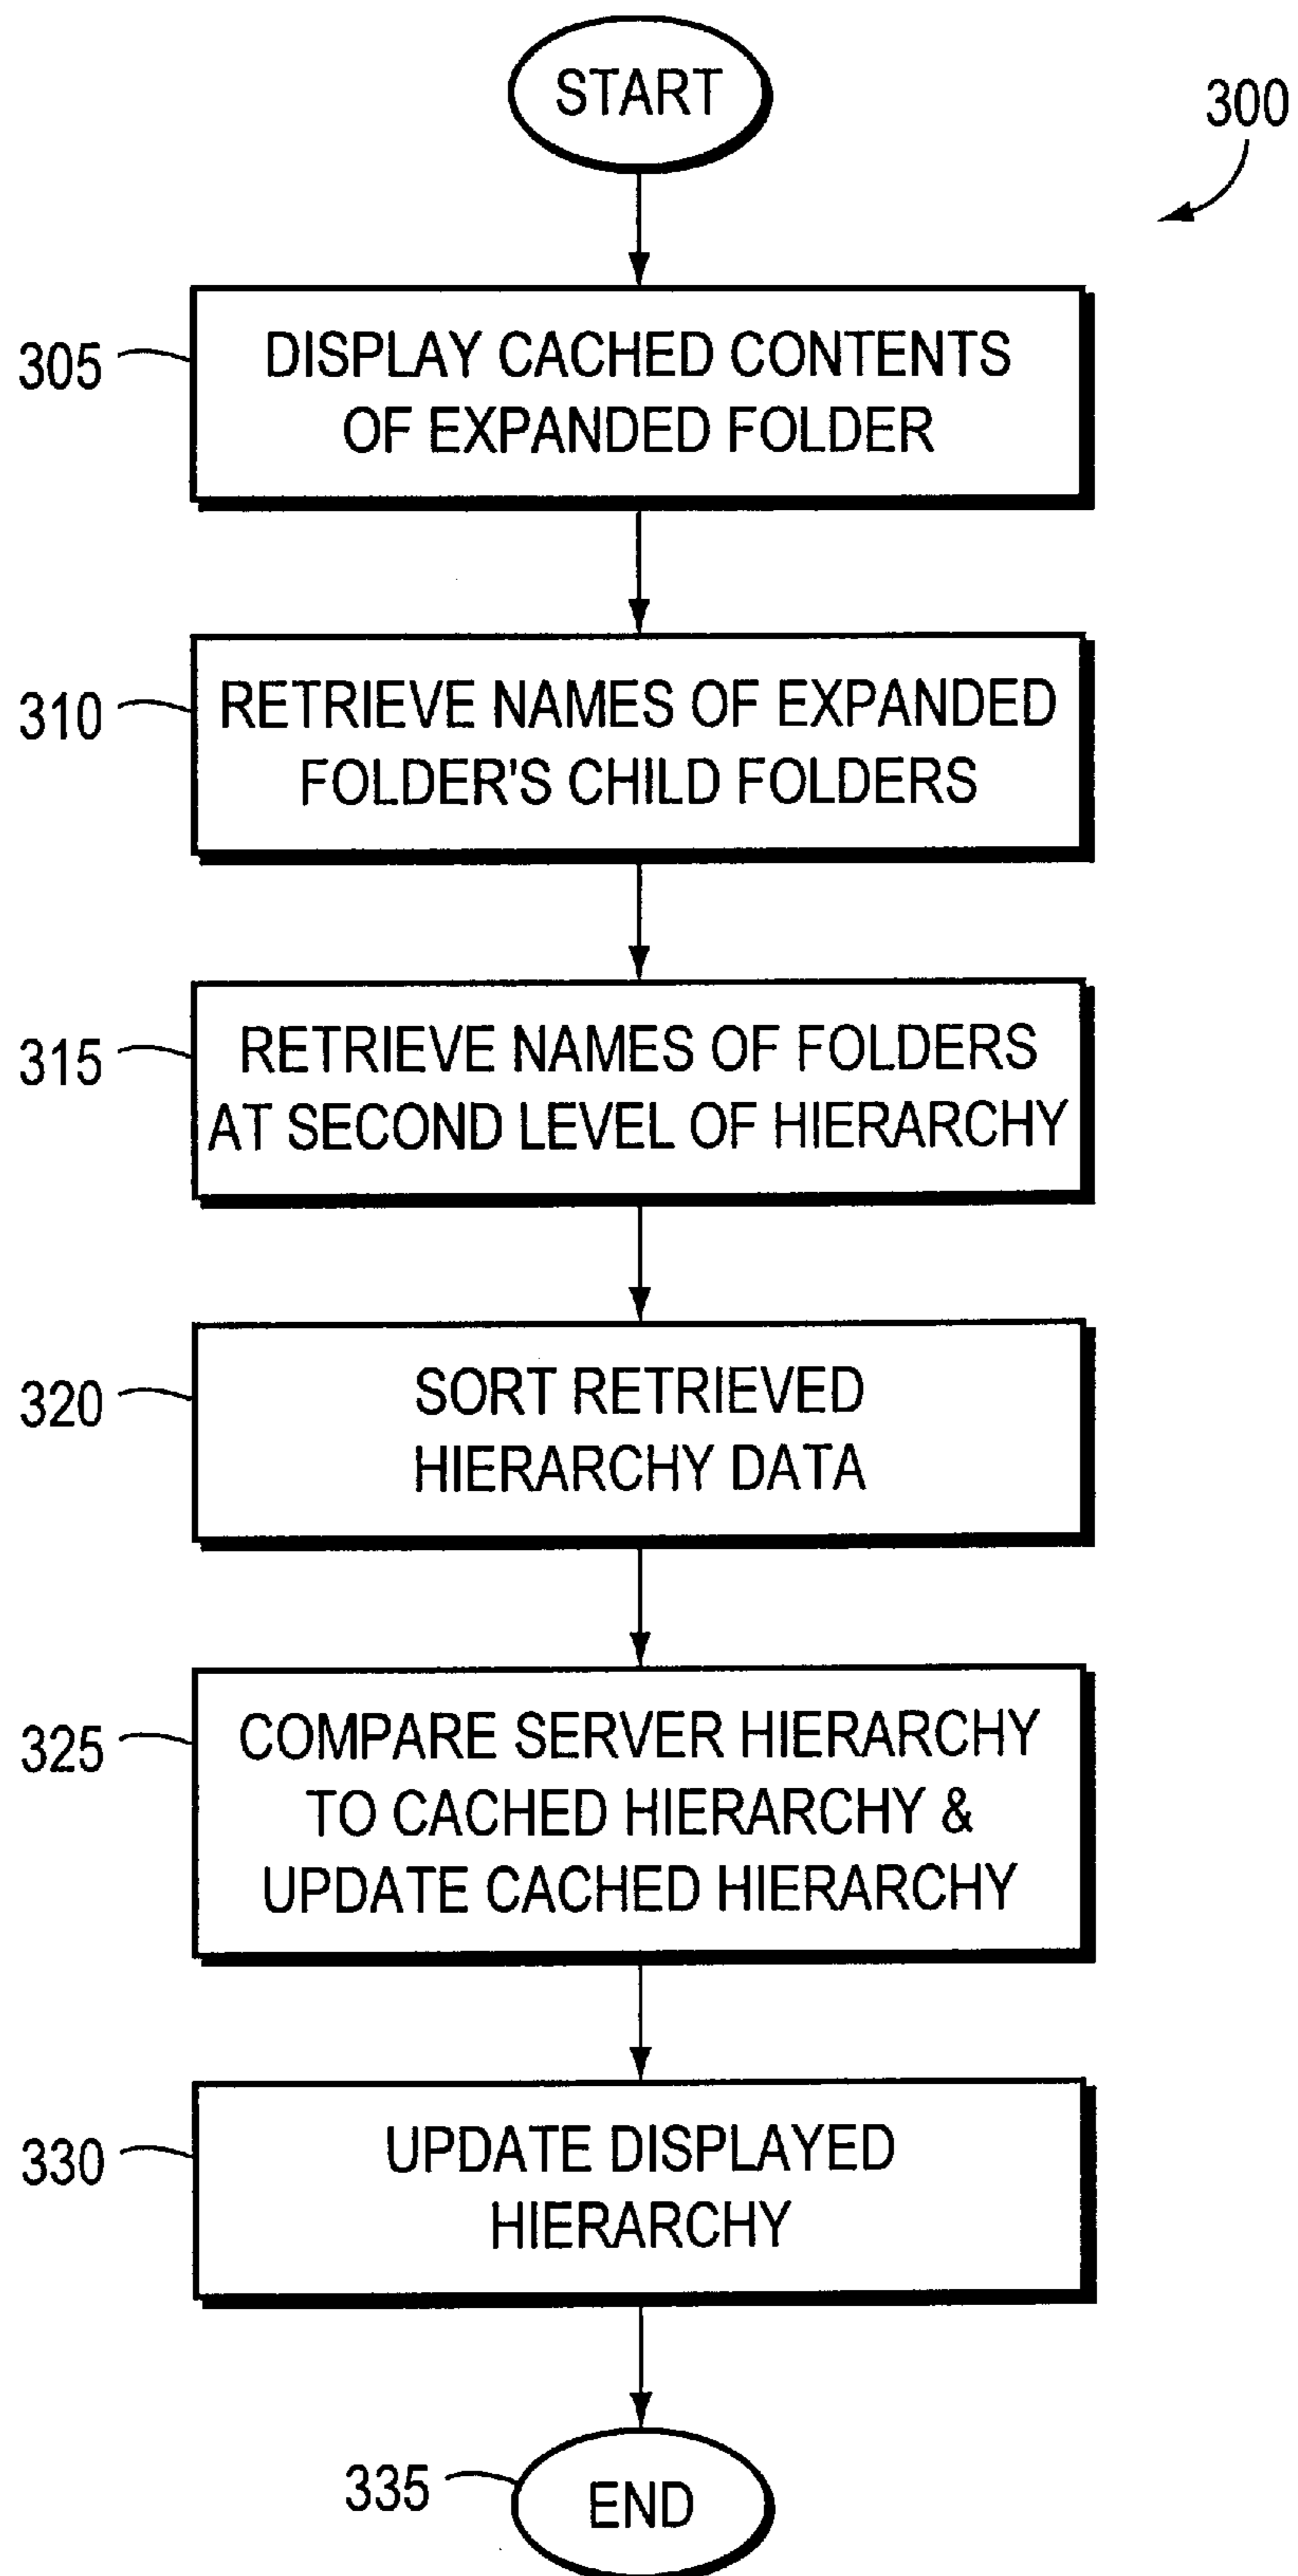 START
300
305
DISPLAY CACHED CONTENTS
OF EXPANDED FOLDER
310
RETRIEVE NAMES OF EXPANDED
FOLDER'S CHILD FOLDERS
315
RETRIEVE NAMES OF FOLDERS
AT SECOND LEVEL OF HIERARCHY
320
SORT RETRIEVED
HIERARCHY DATA
325
COMPARE SERVER HIERARCHY
TO CACHED HIERARCHY &
UPDATE CACHED HIERARCHY
330
UPDATE DISPLAYED
HIERARCHY
335
END